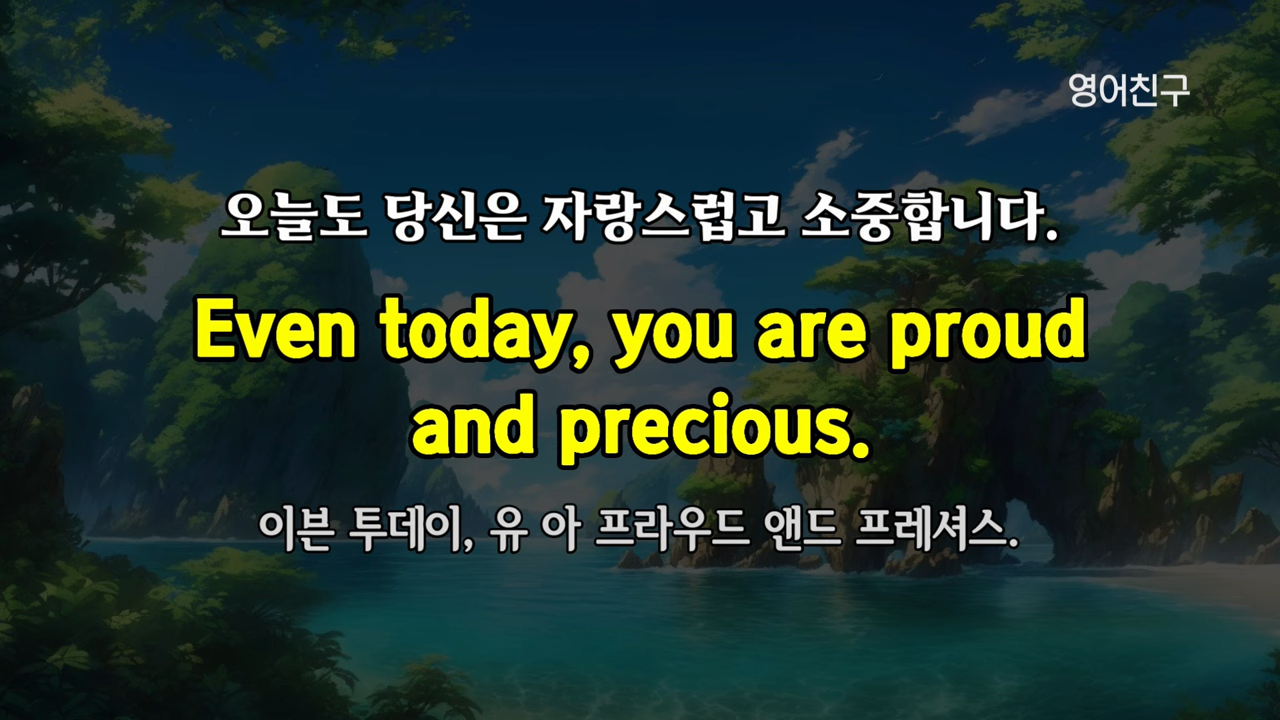 영어친구
오늘도 당신은 자랑스럽고 소중합니다.
Even today, you are proud
and precious.
이븐 투데이, 유 아 프라우드 앤드 프레셔스.